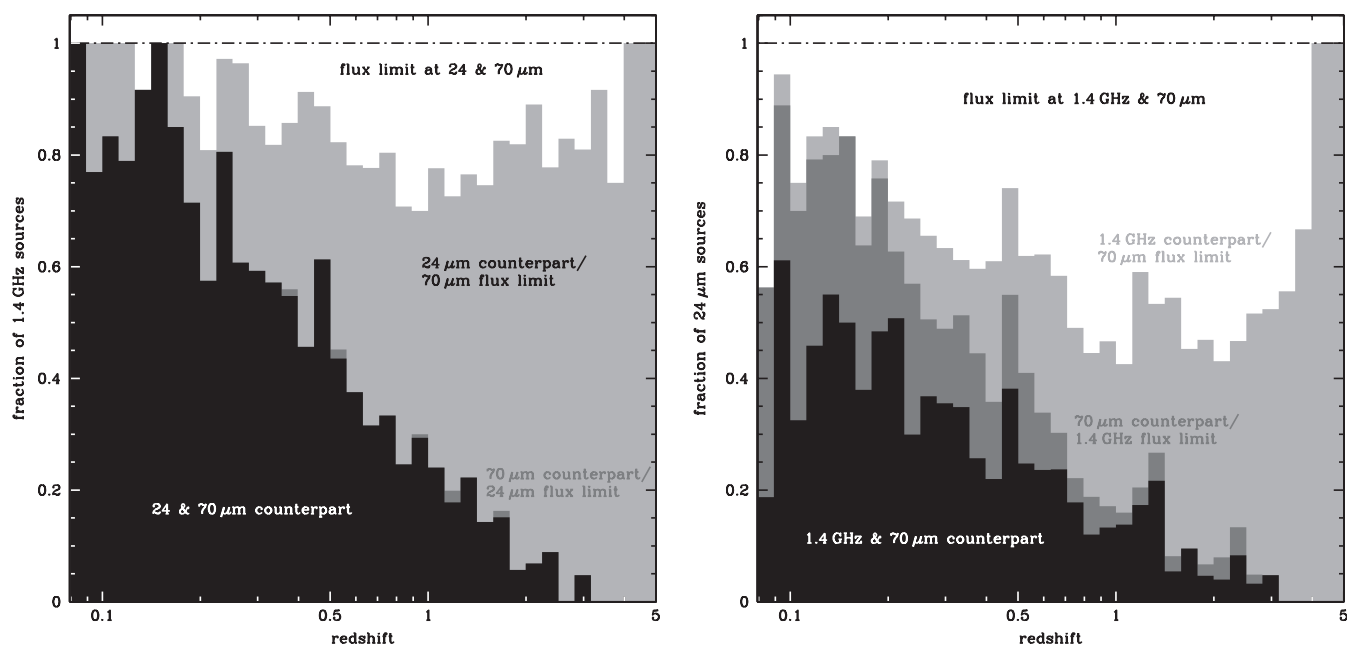 flux limit at 24 & 70 μm
24 μm counterpart/
70 μm flux limit
70 μm counterpart/
24 μm flux limit
24 & 70 μm counterpart
fraction of 1.4 GHz sources
1
0.8
0.6
0.4
0.2
0
0.1
0.5
1
5
redshift
flux limit at 1.4 GHz & 70 μm
1.4 GHz counterpart/
70 μm flux limit
70 μm counterpart/
1.4 GHz flux limit
1.4 GHz & 70 μm counterpart
fraction of 24 μm sources
1
0.8
0.6
0.4
0.2
0
0.1
0.5
1
5
redshift